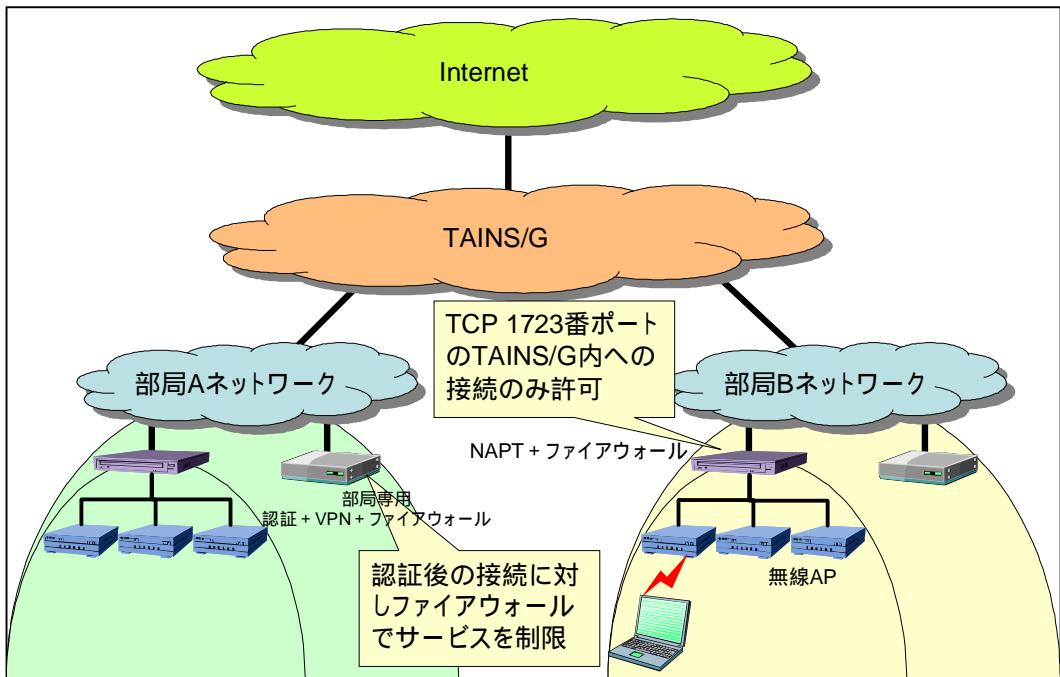 Internet
TAINS/G
TCP 1723番ポート
のTAINS/G内への
接続のみ許可
部局Aネットワーク
部局Bネットワーク
NAPT + ファイアウォール
部局専用
認証 + VPN + ファイアウォール
無線AP
認証後の接続に対
しファイアウォール
でサービスを制限